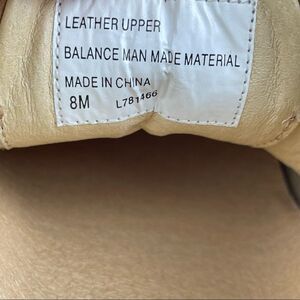 LEATHER UPPER
BALANCE MAN MADE MATERIAL
MADE IN CHINA
8M L781466